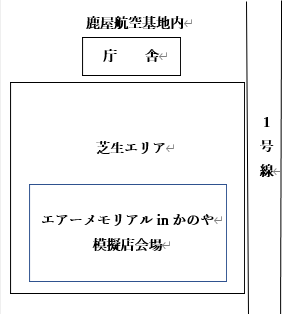 鹿屋航空基地内
庁　舎
芝生エリア
エアーメモリアル in かのや
模擬店会場
1
号
線